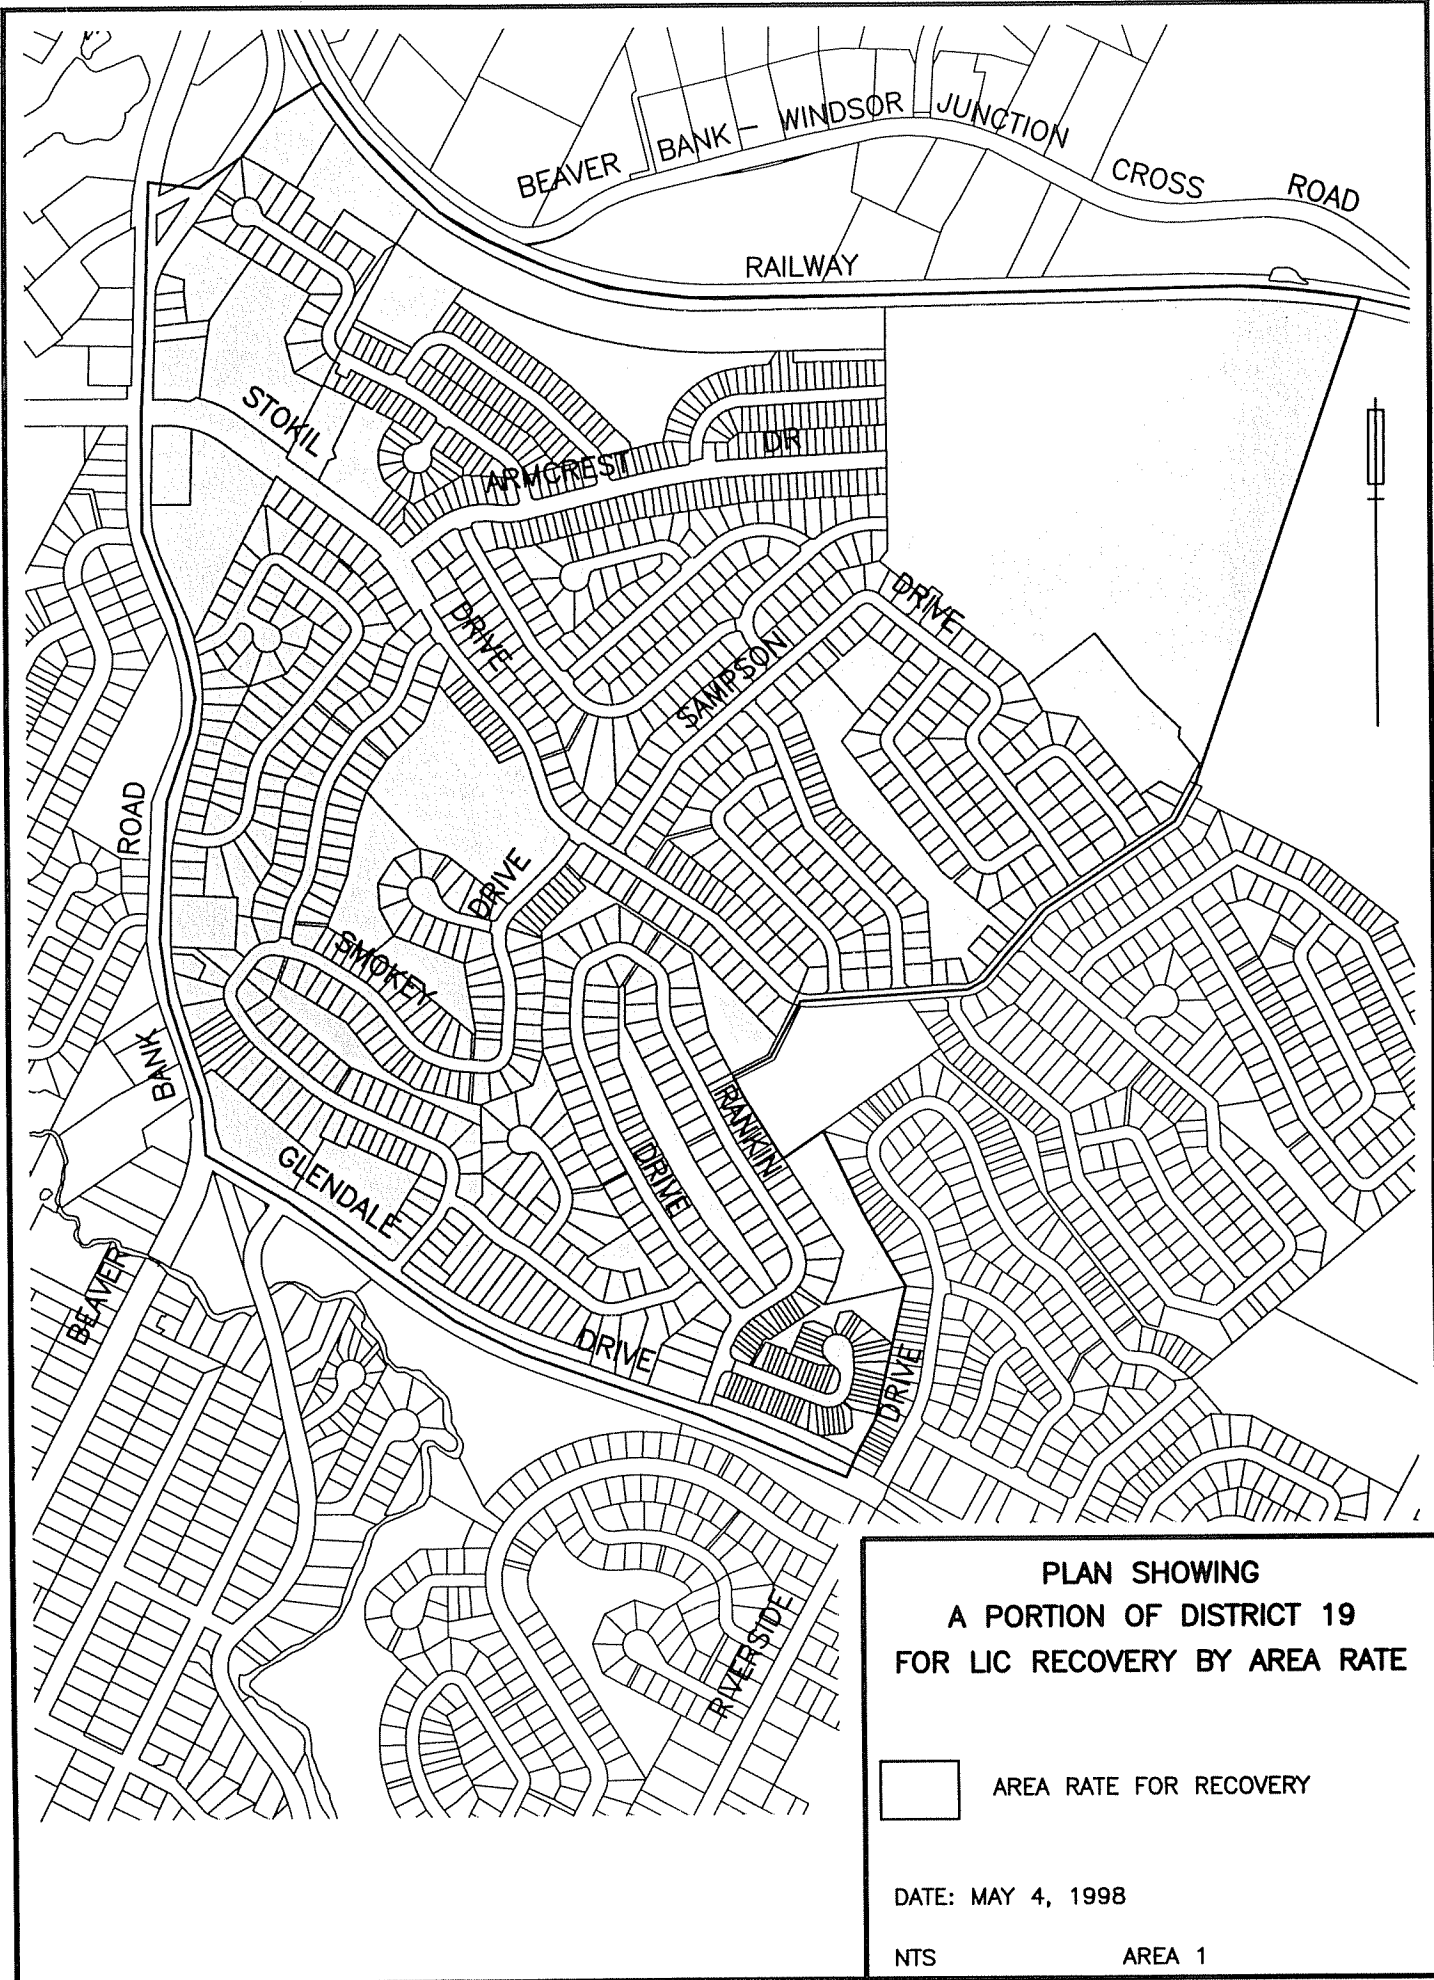 BEAVER BANK - WINDSOR JUNCTION CROSS ROAD
RAILWAY
STOKIL DRIVE
ARMCREST DR
SAMPSON DRIVE
SMOKEY DRIVE
RANKIN DRIVE
GLENDALE DRIVE
BEAVER BANK ROAD
RIVERSIDE DRIVE
PLAN SHOWING
A PORTION OF DISTRICT 19
FOR LIC RECOVERY BY AREA RATE
AREA RATE FOR RECOVERY
DATE: MAY 4, 1998
NTS AREA 1